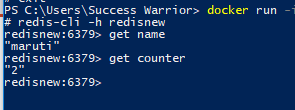 PS C:\Users\Success Warrior> docker run -i
# redis-cli -h redisnew
redisnew:6379> get name
"maruti"
redisnew:6379> get counter
"2"
redisnew:6379>